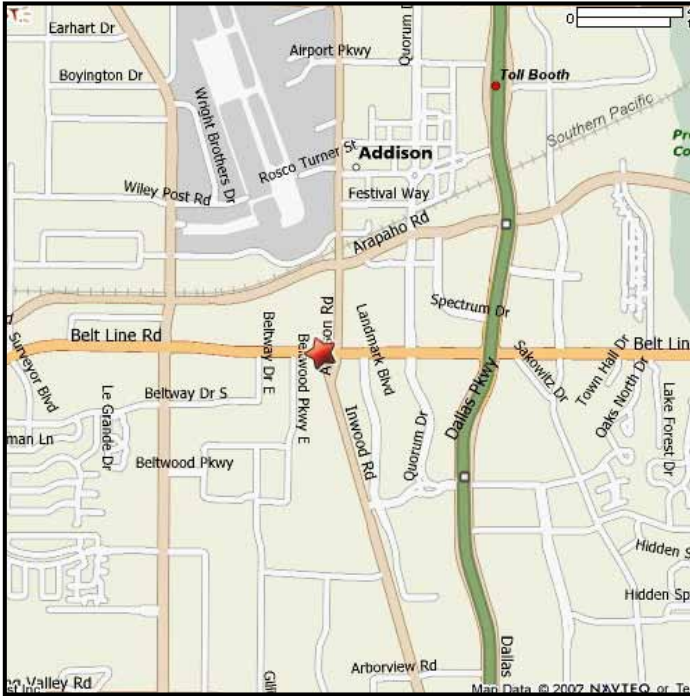 0
Earhart Dr
Airport Pkwy
Quorum D
Boyington Dr
Toll Booth
Wright Brothers Dr
Southern Pacific
Rosco Turner St
Addison
Wiley Post Rd
Festival Way
Arapaho Rd
Spectrum Dr
Belt Line Rd
Beltway Dr E
Beltwood Pkwy E
Landmark Blvd
Belt Lin
Surveyor Blvd
Sakowitz Dr
Town Hall Dr
Oaks North Dr
Beltway Dr S
Le Grande Dr
Dallas Pkwy
Lake Forest Dr
man Ln
Inwood Rd
Quorum Dr
Beltwood Pkwy
Hidden S
Hidden Sp
Arborview Rd
Dallas
Valley Rd
Map Data © 2007 NAVTEQ or Te